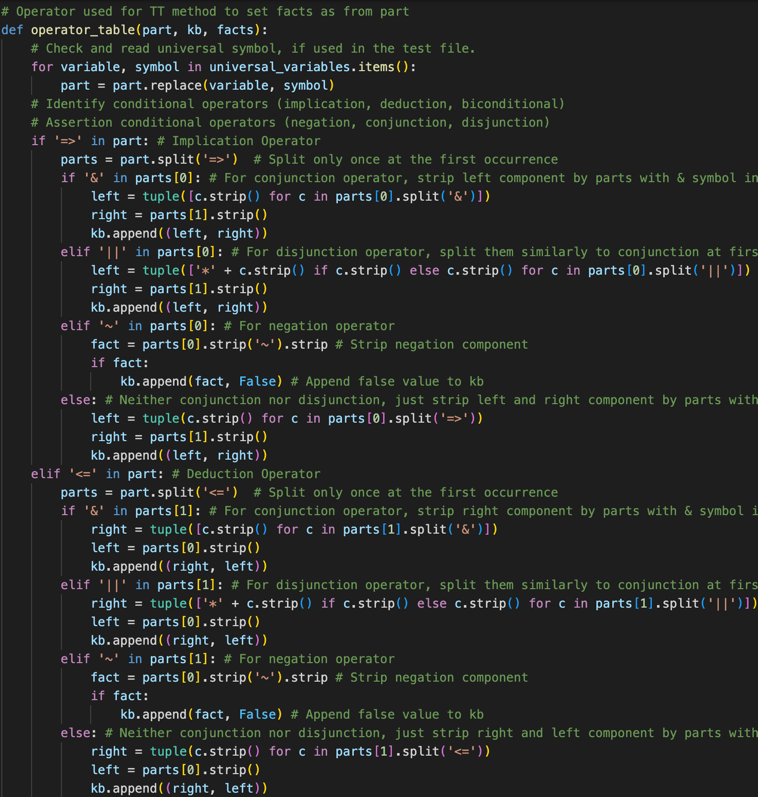 # Operator used for TT method to set facts as from part
def operator_table(part, kb, facts):
    # Check and read universal symbol, if used in the test file.
    for variable, symbol in universal_variables.items():
        part = part.replace(variable, symbol)
    # Identify conditional operators (implication, deduction, biconditional)
    # Assertion conditional operators (negation, conjunction, disjunction)
    if '=>' in part: # Implication Operator
        parts = part.split('=>')  # Split only once at the first occurrence
        if '&' in parts[0]: # For conjunction operator, strip left component by parts with & symbol in
            left = tuple([c.strip() for c in parts[0].split('&')])
            right = parts[1].strip()
            kb.append((left, right))
        elif '||' in parts[0]: # For disjunction operator, split them similarly to conjunction at firs
            left = tuple(['*' + c.strip() if c.strip() else c.strip() for c in parts[0].split('||')])
            right = parts[1].strip()
            kb.append((left, right))
        elif '~' in parts[0]: # For negation operator
            fact = parts[0].strip('~').strip # Strip negation component
            if fact:
                kb.append(fact, False) # Append false value to kb
        else: # Neither conjunction nor disjunction, just strip left and right component by parts with
            left = tuple(c.strip() for c in parts[0].split('=>'))
            right = parts[1].strip()
            kb.append((left, right))
    elif '<=' in part: # Deduction Operator
        parts = part.split('<=')  # Split only once at the first occurrence
        if '&' in parts[1]: # For conjunction operator, strip right component by parts with & symbol i
            right = tuple([c.strip() for c in parts[1].split('&')])
            left = parts[0].strip()
            kb.append((right, left))
        elif '||' in parts[1]: # For disjunction operator, split them similarly to conjunction at firs
            right = tuple(['*' + c.strip() if c.strip() else c.strip() for c in parts[1].split('||')])
            left = parts[0].strip()
            kb.append((right, left))
        elif '~' in parts[1]: # For negation operator
            fact = parts[0].strip('~').strip # Strip negation component
            if fact:
                kb.append(fact, False) # Append false value to kb
        else: # Neither conjunction nor disjunction, just strip right and left component by parts with
            right = tuple(c.strip() for c in parts[1].split('<='))
            left = parts[0].strip()
            kb.append((right, left))